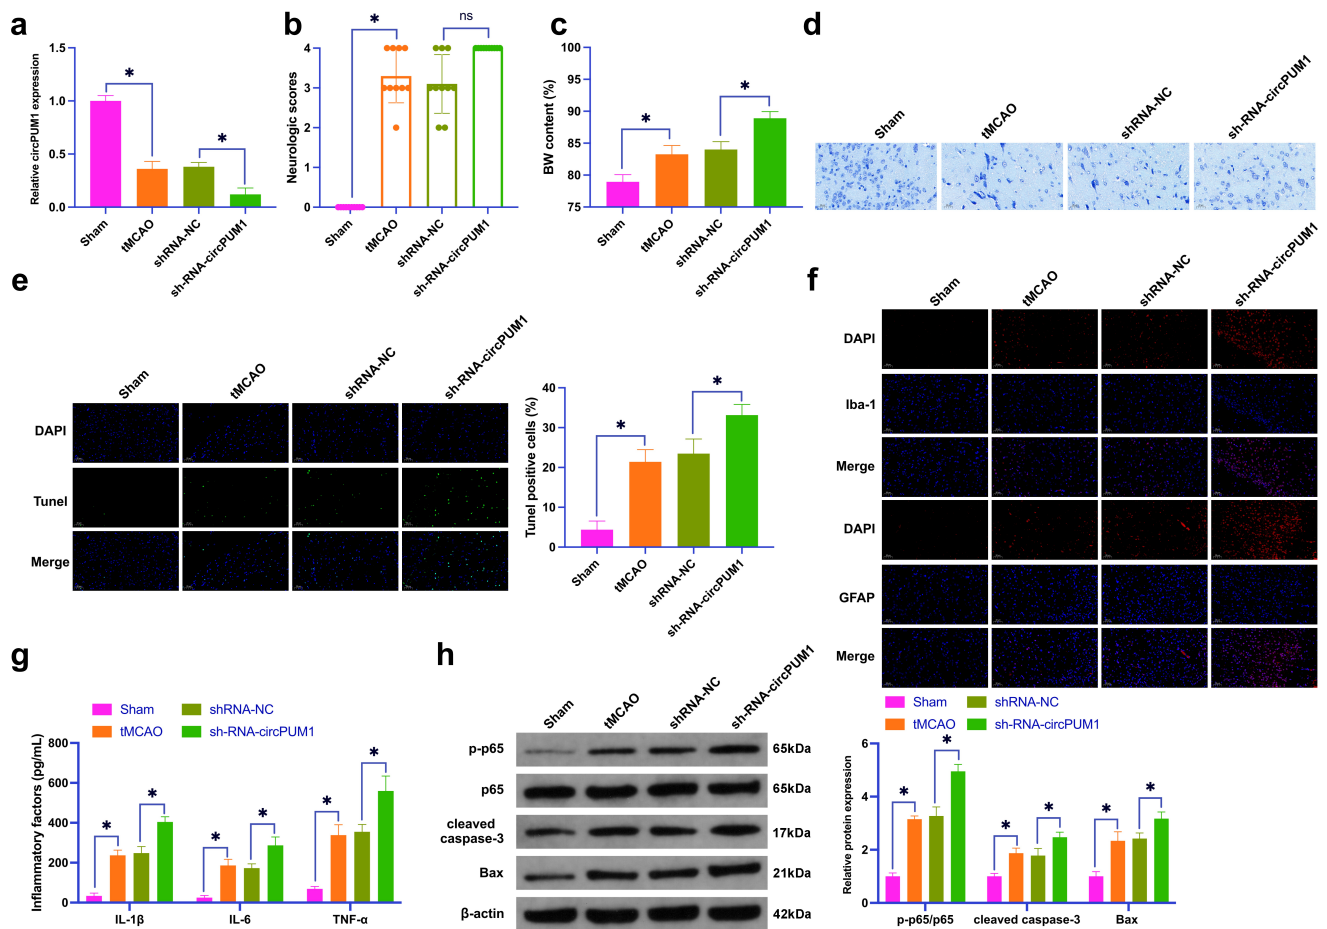 a
Relative circPUM1 expression
1.5
1.0
0.5
0.0
*
*
Sham
tMCAO
shRNA-NC
sh-RNA-circPUM1
b
Neurologic scores
4
3
2
1
0
*
ns
Sham
tMCAO
shRNA-NC
sh-RNA-circPUM1
c
BW content (%)
100
95
90
85
80
75
*
*
Sham
tMCAO
shRNA-NC
sh-RNA-circPUM1
d
Sham
tMCAO
shRNA-NC
sh-RNA-circPUM1
e
Sham
tMCAO
shRNA-NC
sh-RNA-circPUM1
DAPI
Tunel
Merge
Tunel positive cells (%)
40
30
20
10
0
*
*
Sham
tMCAO
shRNA-NC
sh-RNA-circPUM1
f
Sham
tMCAO
shRNA-NC
sh-RNA-circPUM1
DAPI
Iba-1
Merge
DAPI
GFAP
Merge
g
Sham
shRNA-NC
tMCAO
sh-RNA-circPUM1
Inflammatory factors (pg/mL)
800
600
400
200
0
*
*
*
*
*
*
IL-1β
IL-6
TNF-α
h
Sham
tMCAO
shRNA-NC
sh-RNA-circPUM1
p-p65
65kDa
p65
65kDa
cleaved
caspase-3
17kDa
Bax
21kDa
β-actin
42kDa
Sham
shRNA-NC
tMCAO
sh-RNA-circPUM1
Relative protein expression
6
4
2
0
*
*
*
*
*
*
p-p65/p65
cleaved caspase-3
Bax